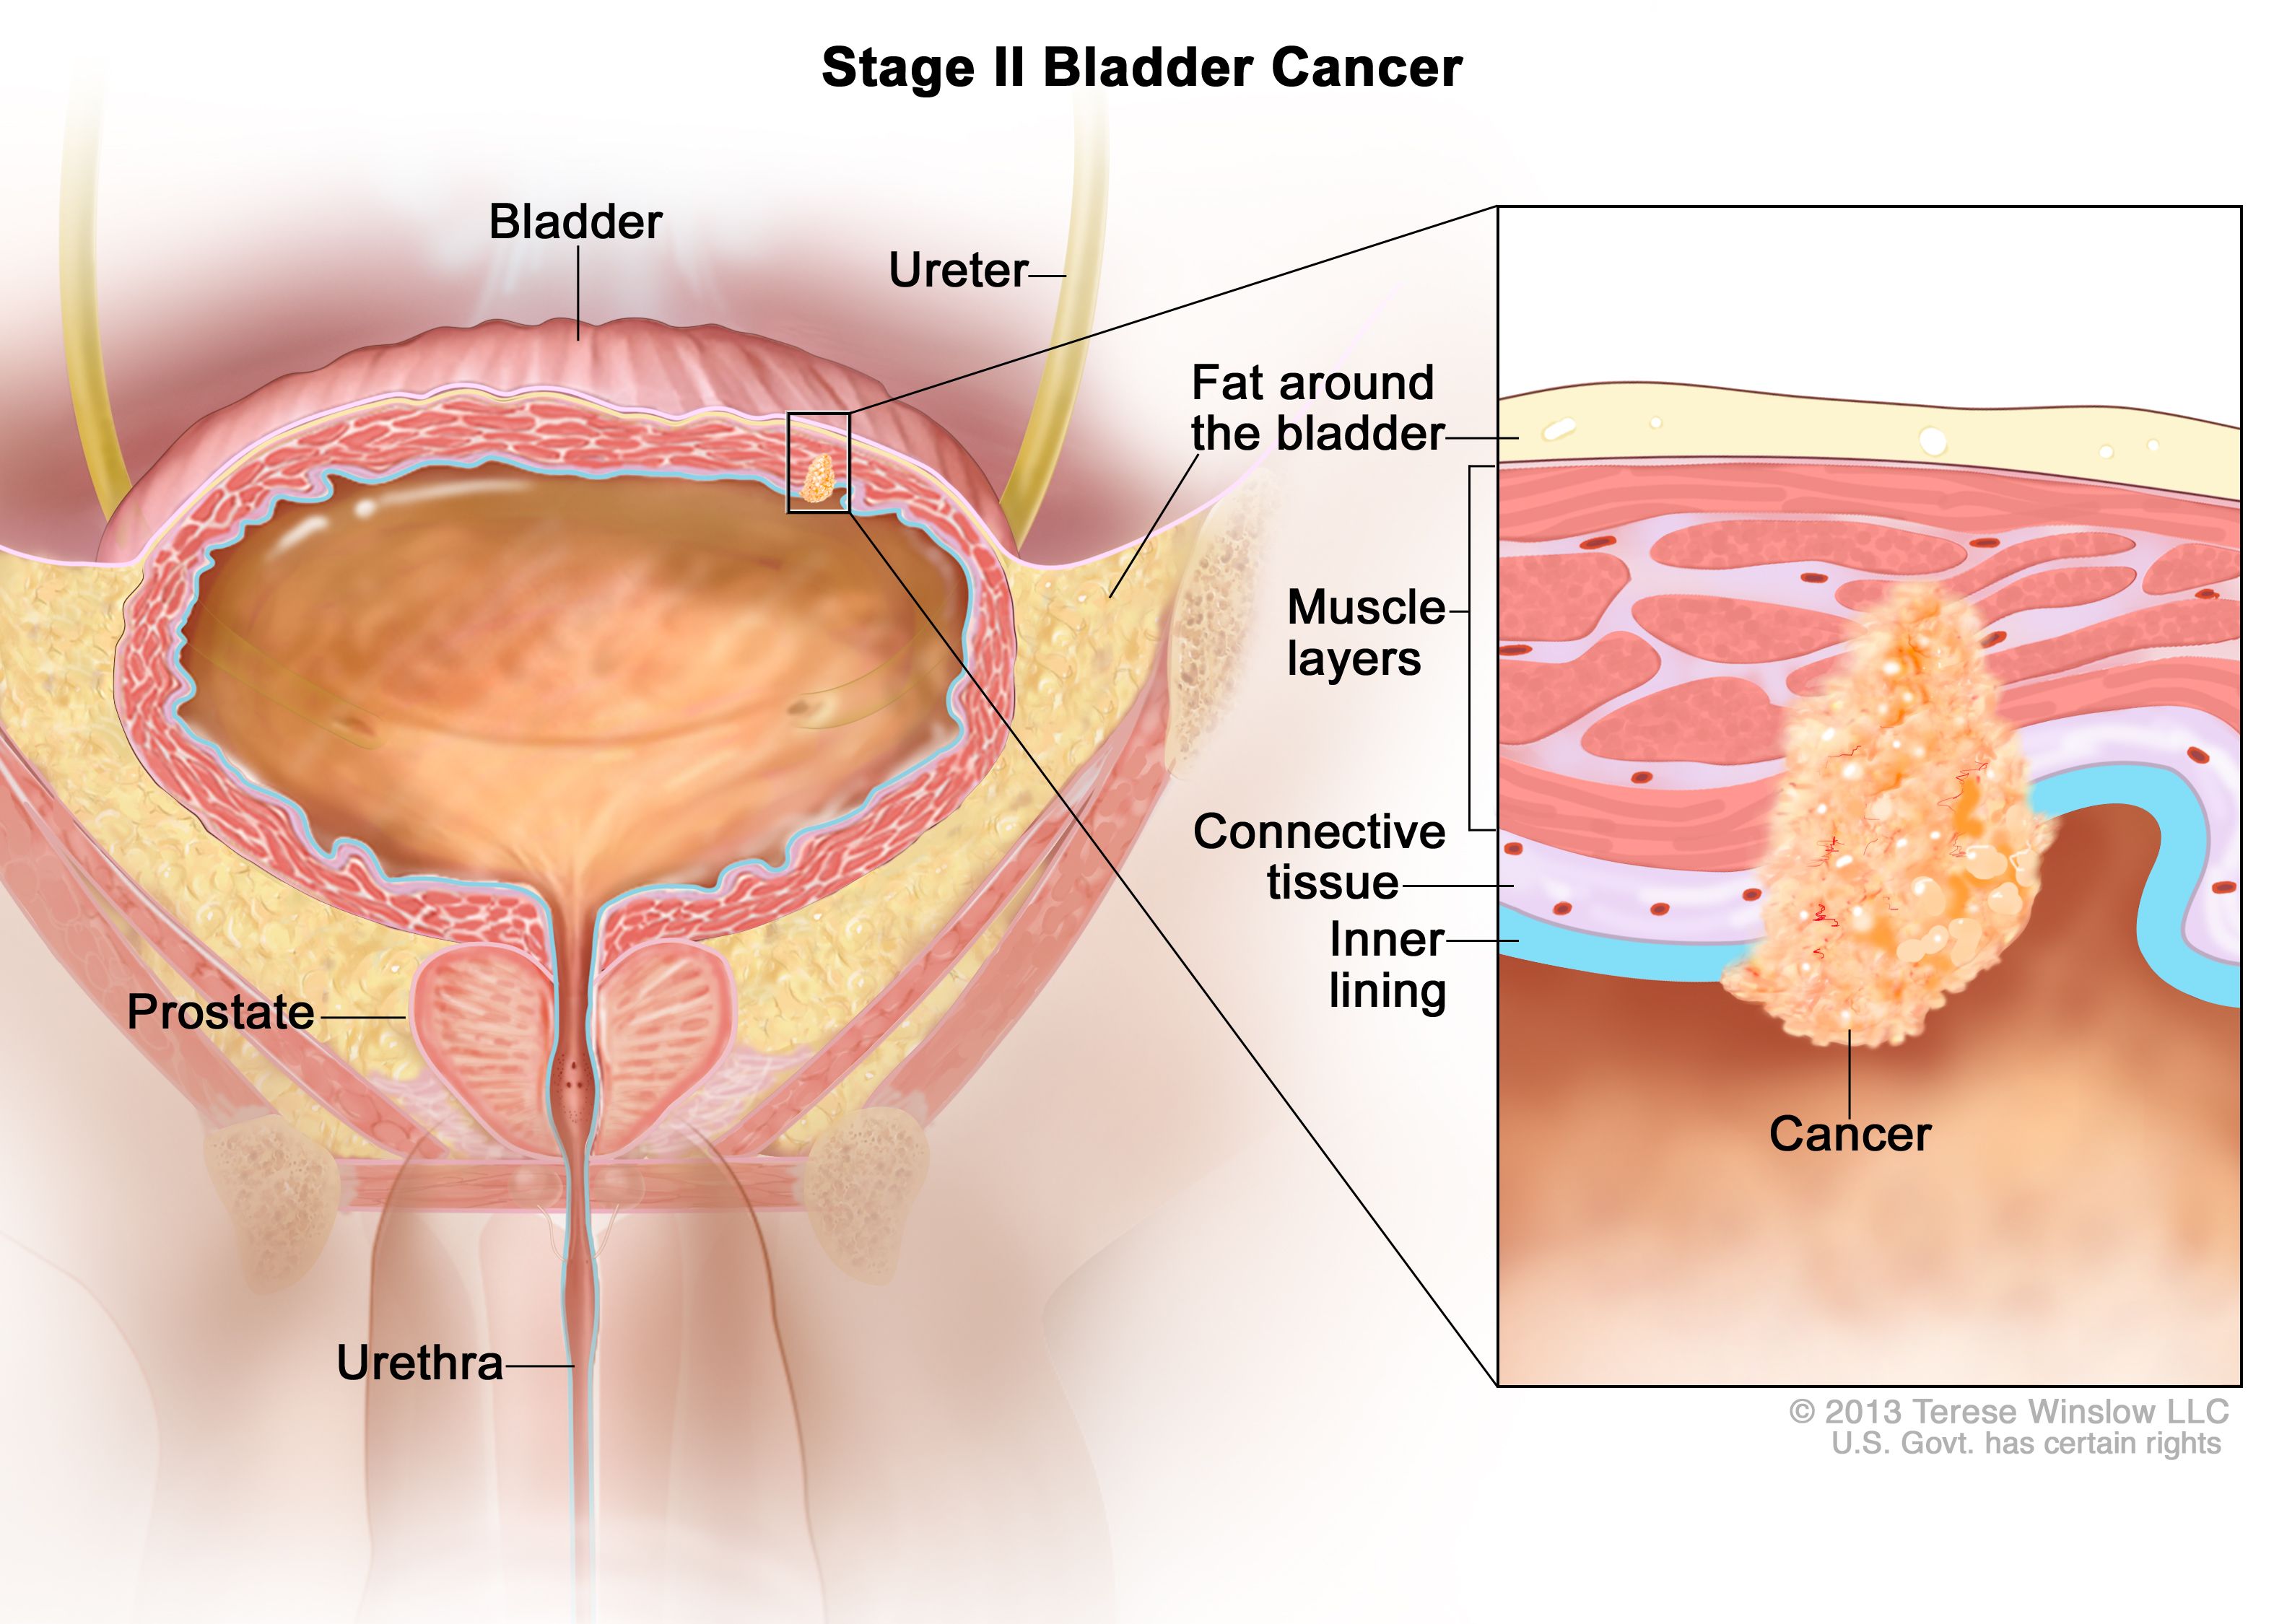 Stage II Bladder Cancer
Bladder
Ureter
Fat around
the bladder
Muscle
layers
Connective
tissue
Inner
lining
Prostate
Cancer
Urethra
© 2013 Terese Winslow LLC
U.S. Govt. has certain rights